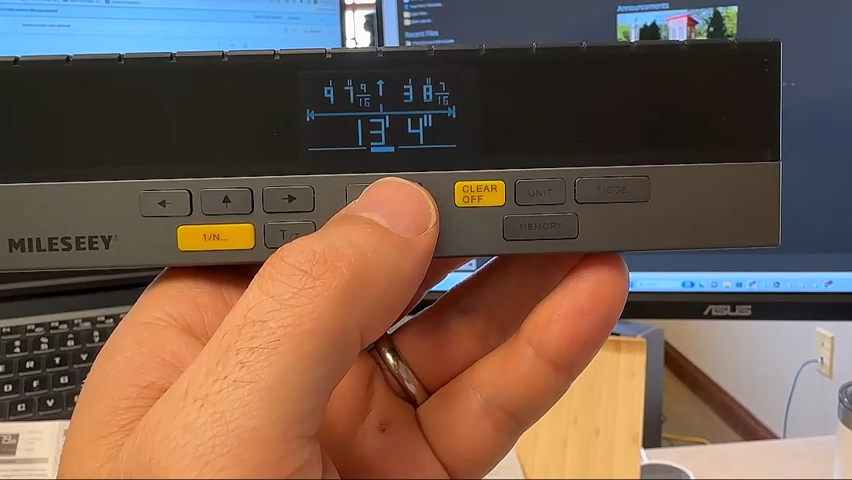 Announcements
9' 7" 9/16 3' 8" 7/16
13' 4"
CLEAR
OFF
UNIT
MODE
1/N...
MEMORY
MILESEEY®
ASUS